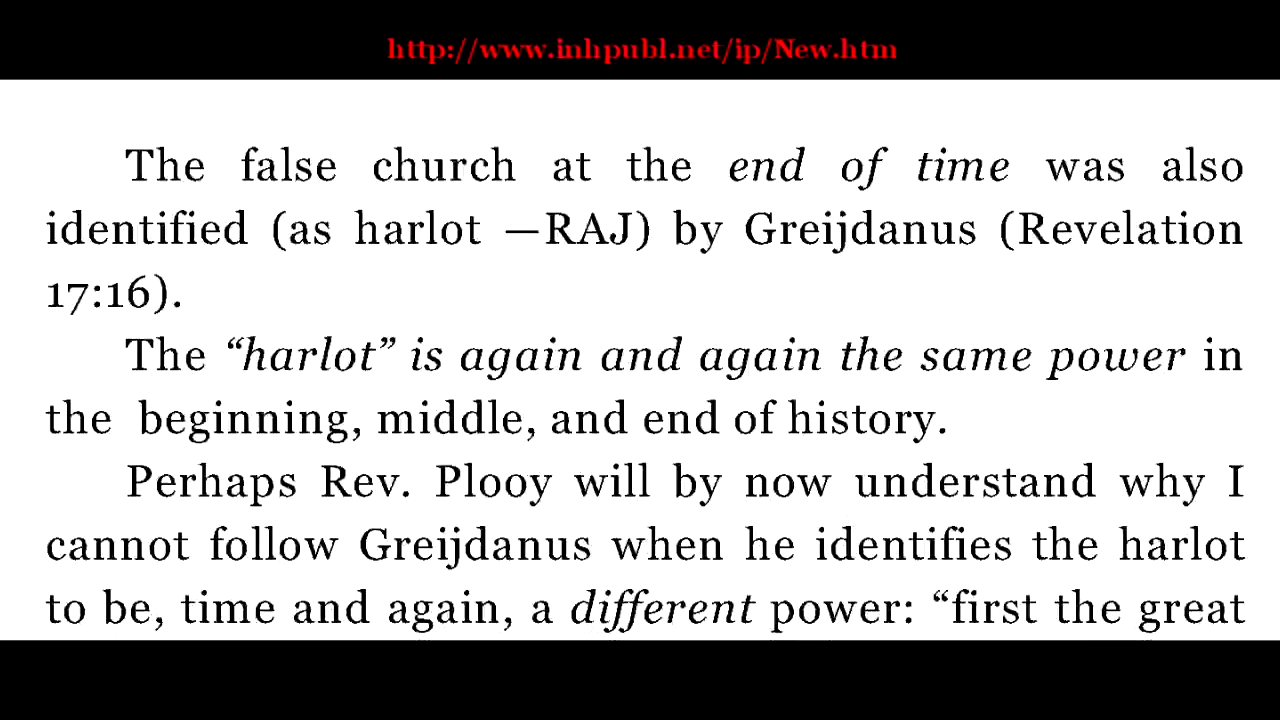 http://www.inhpubl.net/ip/New.htm
The false church at the end of time was also
identified (as harlot —RAJ) by Greijdanus (Revelation
17:16).
The “harlot” is again and again the same power in
the beginning, middle, and end of history.
Perhaps Rev. Plooy will by now understand why I
cannot follow Greijdanus when he identifies the harlot
to be, time and again, a different power: “first the great